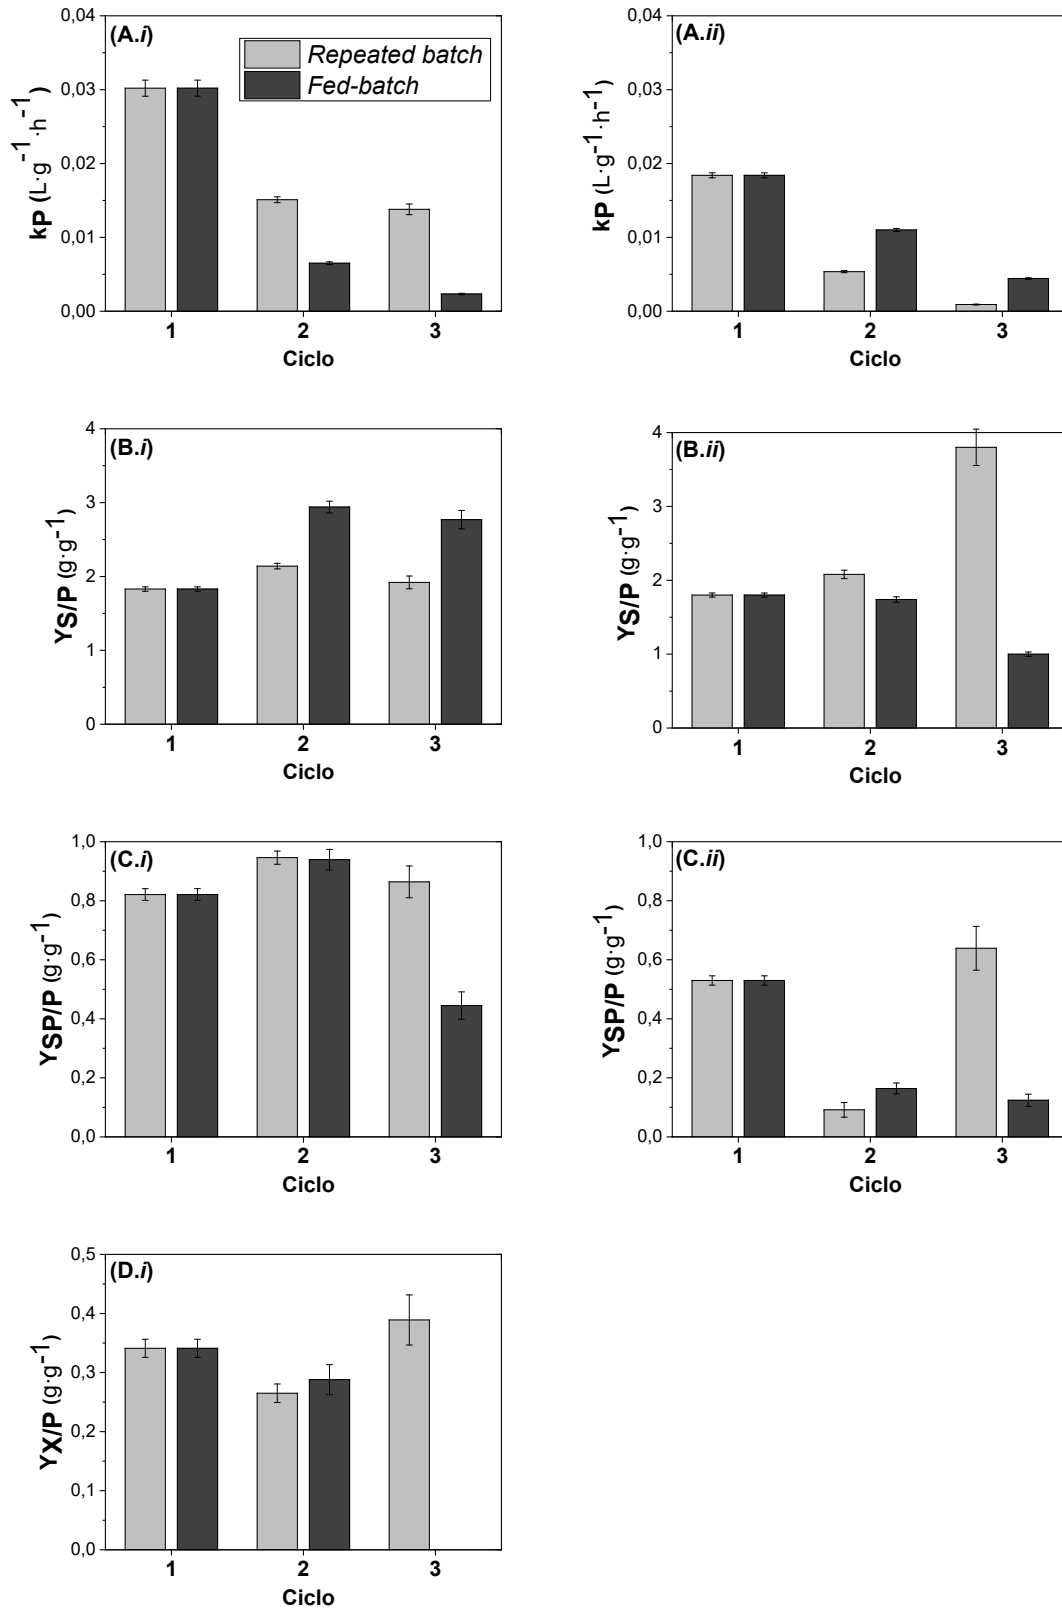 (A.i)
Repeated batch
Fed-batch
0,04
0,03
0,02
0,01
0,00
kP (L·g⁻¹·h⁻¹)
1 2 3
Ciclo
(A.ii)
0,04
0,03
0,02
0,01
0,00
kP (L·g⁻¹·h⁻¹)
1 2 3
Ciclo
(B.i)
4
3
2
1
0
YS/P (g·g⁻¹)
1 2 3
Ciclo
(B.ii)
4
3
2
1
0
YS/P (g·g⁻¹)
1 2 3
Ciclo
(C.i)
1,0
0,8
0,6
0,4
0,2
0,0
YSP/P (g·g⁻¹)
1 2 3
Ciclo
(C.ii)
1,0
0,8
0,6
0,4
0,2
0,0
YSP/P (g·g⁻¹)
1 2 3
Ciclo
(D.i)
0,5
0,4
0,3
0,2
0,1
0,0
YX/P (g·g⁻¹)
1 2 3
Ciclo